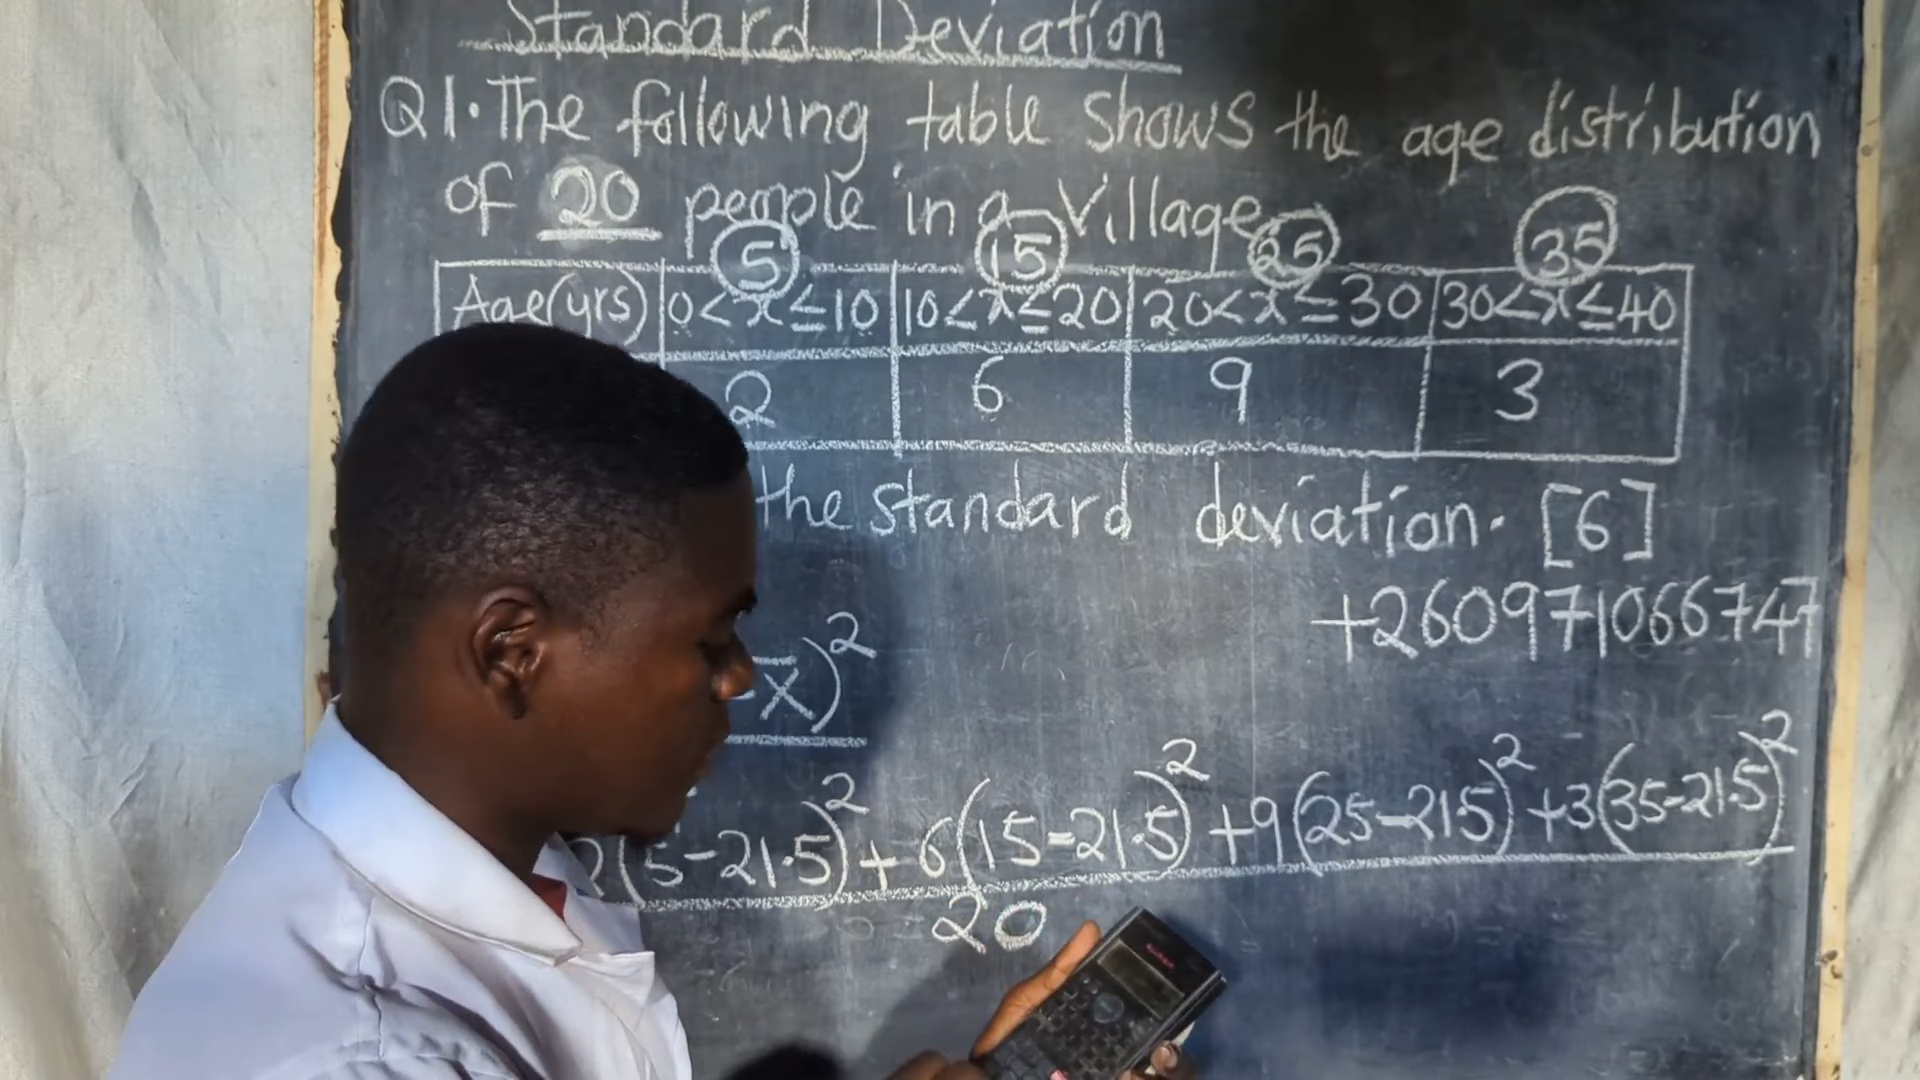 Standard Deviation
Q1. The following table shows the age distribution
of 20 people in a village
5 15 25 35
Age(yrs) 0<x≤10 10<x≤20 20<x≤30 30<x≤40
2 6 9 3
the standard deviation. [6]
+260971066747
x̄)²
2(5-21.5)² + 6(15-21.5)² + 9(25-21.5)² + 3(35-21.5)²
20